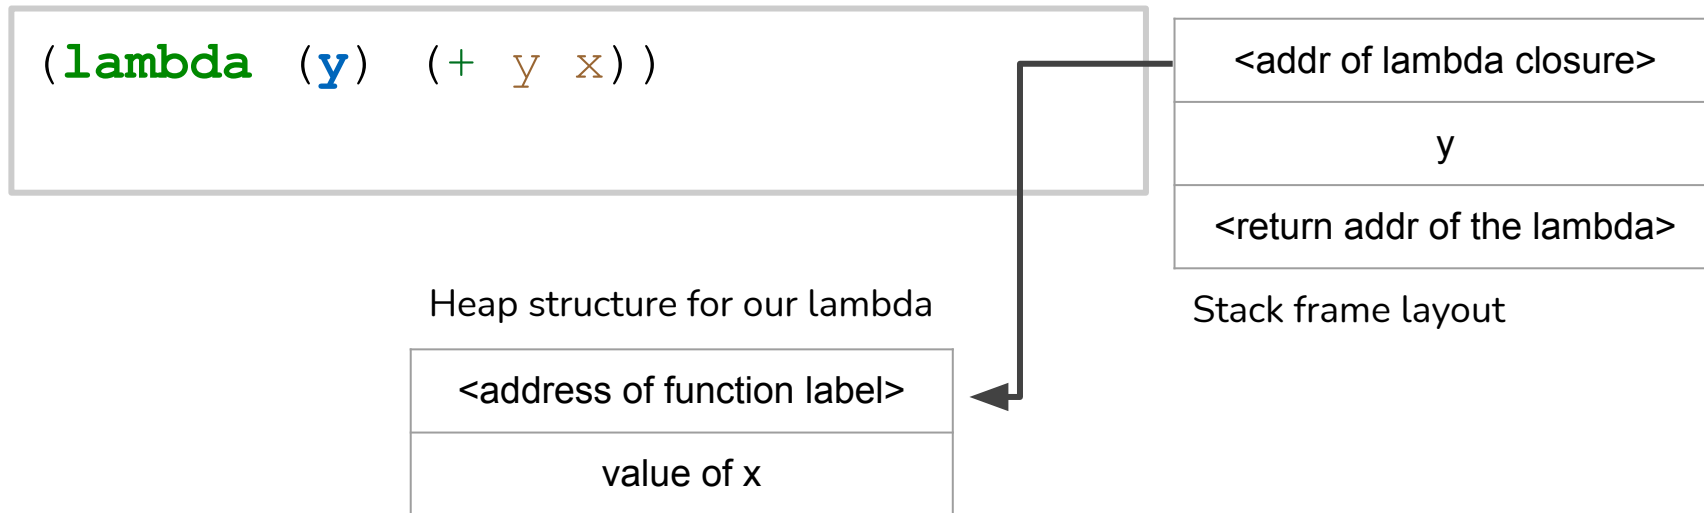 (lambda (y) (+ y x))
<addr of lambda closure>
y
<return addr of the lambda>
Heap structure for our lambda
Stack frame layout
<address of function label>
value of x